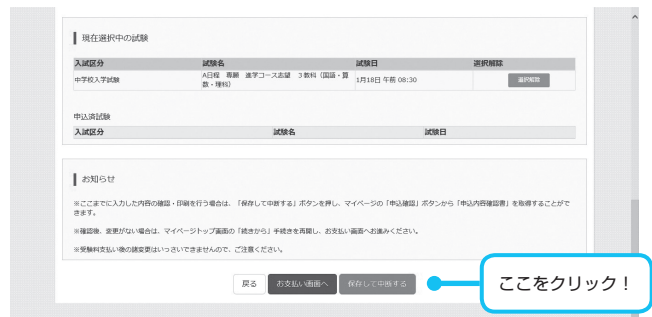 現在選択中の試験
入試区分 試験名 試験日 選択解除
中学校入学試験 A日程 専願 進学コース志望 3教科（国語・算数・理科） 1月18日 午前 08:30 選択解除
申込済試験
入試区分 試験名 試験日
お知らせ
※ここまでに入力した内容の確認・印刷を行う場合は、「保存して中断する」ボタンを押し、マイページの「申込確認」ボタンから「申込内容確認書」を取得することがで
きます。
※確認後、変更がない場合は、マイページトップ画面の「続きから」手続きを再開し、お支払い画面へお進みください。
※受験料支払い後の諸変更はいっさいできませんので、ご注意ください。
戻る お支払い画面へ 保存して中断する ここをクリック！